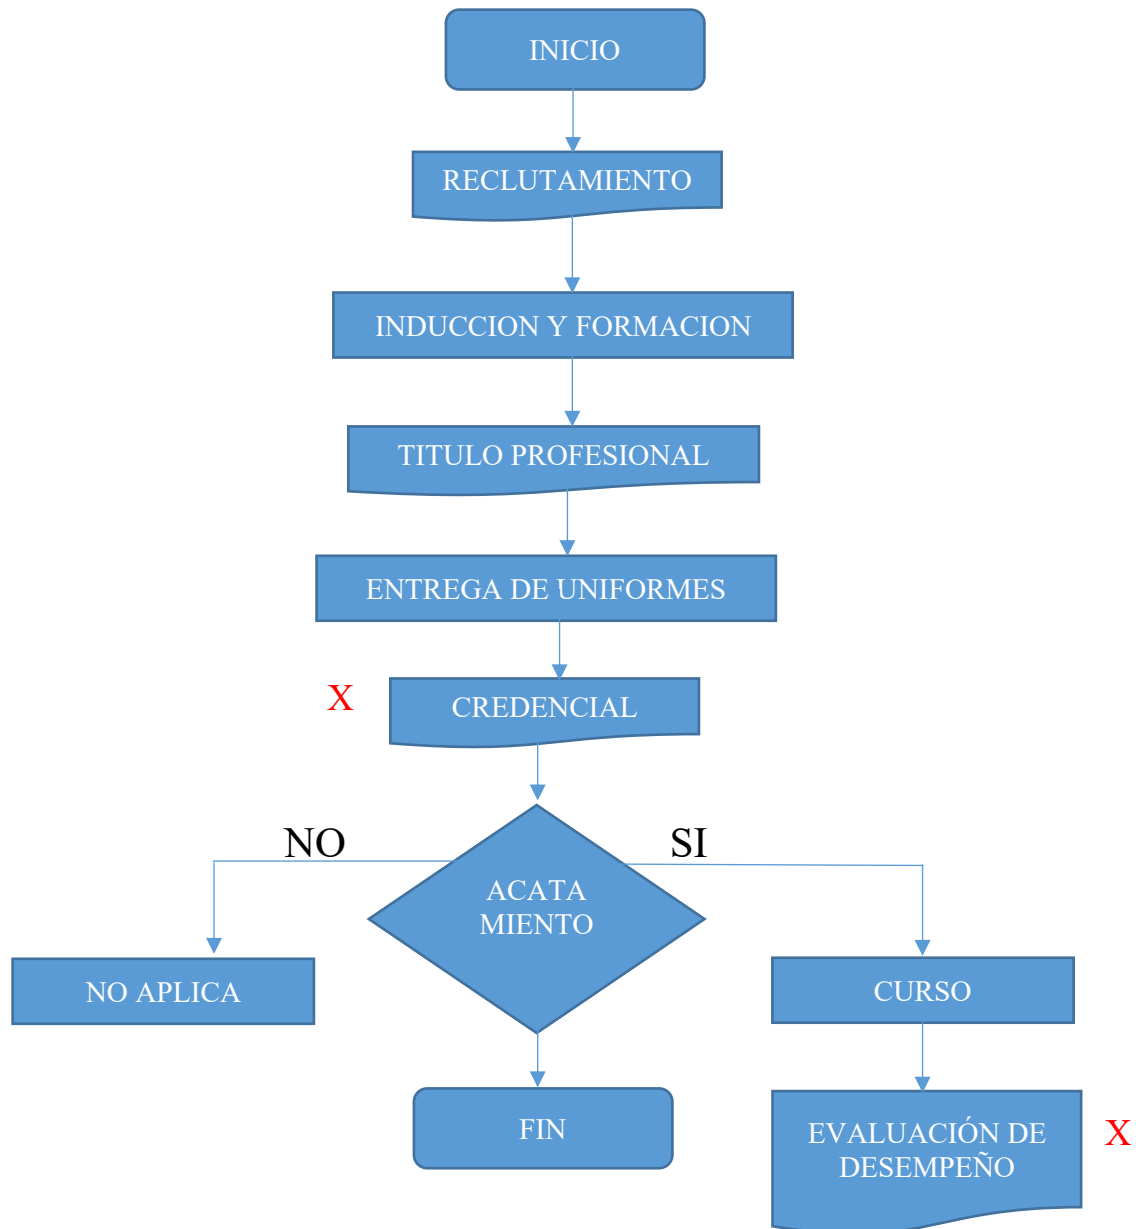 INICIO
RECLUTAMIENTO
INDUCCION Y FORMACION
TITULO PROFESIONAL
ENTREGA DE UNIFORMES
X
CREDENCIAL
NO
SI
ACATA
MIENTO
NO APLICA
CURSO
FIN
EVALUACIÓN DE
DESEMPEÑO
X